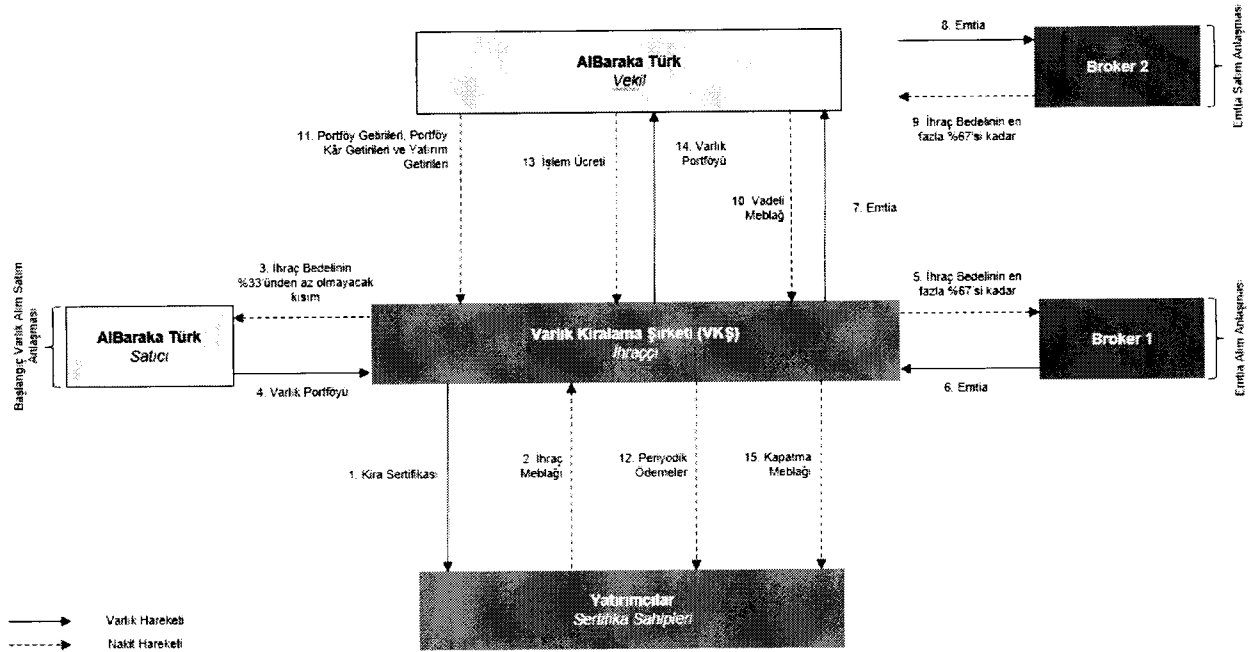 AlBaraka Türk
Vekil
8. Emtia
Broker 2
9. İhraç Bedelinin en
fazla %67'si kadar
Emtia Satım Anlaşması
11. Portföy Getirileri, Portföy
Kâr Getirileri ve Yatırım
Getirileri
13. İşlem Ücreti
14. Varlık
Portföyü
10. Vadeli
Meblağ
7. Emtia
3. İhraç Bedelinin
%33'ünden az olmayacak
kısım
5. İhraç Bedelinin en
fazla %67'si kadar
Başlangıç Varlık Alım Satım
Anlaşması
AlBaraka Türk
Satıcı
4. Varlık Portföyü
Varlık Kiralama Şirketi (VKŞ)
İhraççı
Broker 1
6. Emtia
Emtia Alım Anlaşması
1. Kira Sertifikası
2. İhraç
Meblağı
12. Periyodik
Ödemeler
15. Kapatma
Meblağı
Yatırımcılar
Sertifika Sahipleri
Varlık Hareketi
Nakit Hareketi